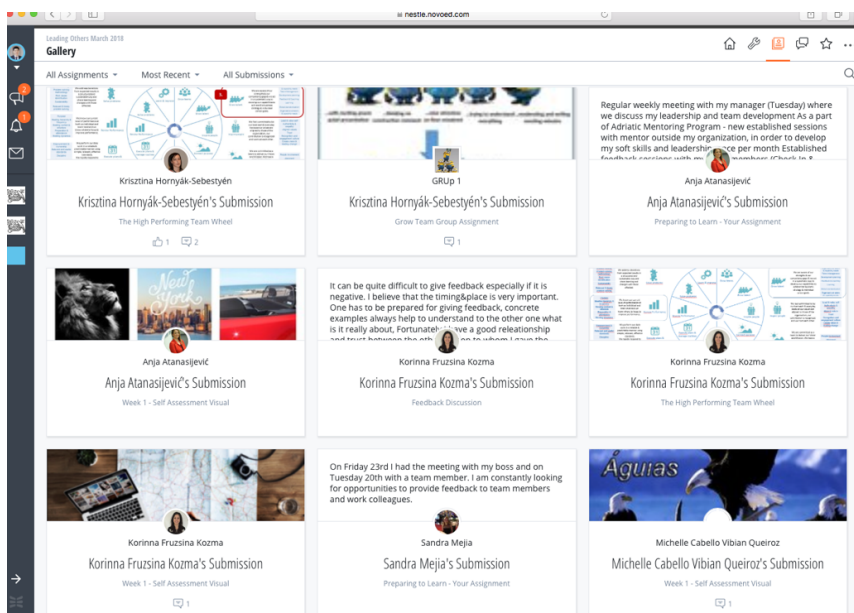 nestle.novoed.com
Leading Others March 2018
Gallery
All Assignments
Most Recent
All Submissions
2
1
5
Krisztina Hornyák-Sebestyén
Krisztina Hornyák-Sebestyén's Submission
The High Performing Team Wheel
1 2
GRUp 1
Krisztina Hornyák-Sebestyén's Submission
Grow Team Group Assignment
1
Regular weekly meeting with my manager (Tuesday) where
we discuss my leadership and team development As a part
of Adriatic Mentoring Program - new established sessions
with mentor outside my organization, in order to develop
my soft skills and leadership per month Established
feedback sessions with
Anja Atanasijević
Anja Atanasijević's Submission
Preparing to Learn - Your Assignment
New
You
Anja Atanasijević
Anja Atanasijević's Submission
Week 1 - Self Assessment Visual
It can be quite difficult to give feedback especially if it is
negative. I believe that the timing&place is very important.
One has to be prepared for giving feedback, concrete
examples always help to understand to the other one what
is it really about, Fortunately have a good releationship
and trust between the
Korinna Fruzsina Kozma
Korinna Fruzsina Kozma's Submission
Feedback Discussion
Korinna Fruzsina Kozma
Korinna Fruzsina Kozma's Submission
The High Performing Team Wheel
Korinna Fruzsina Kozma
Korinna Fruzsina Kozma's Submission
Week 1 - Self Assessment Visual
1
On Friday 23rd I had the meeting with my boss and on
Tuesday 20th with a team member. I am constantly looking
for opportunities to provide feedback to team members
and work colleagues.
Sandra Mejia
Sandra Mejia's Submission
Preparing to Learn - Your Assignment
Águias
Michelle Cabello Vibian Queiroz
Michelle Cabello Vibian Queiroz's Submission
Week 1 - Self Assessment Visual
1